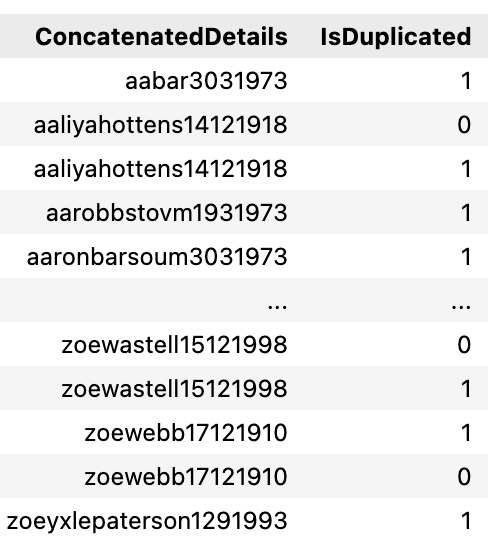 ConcatenatedDetails IsDuplicated
aabar3031973 1
aaliyahottens14121918 0
aaliyahottens14121918 1
aarobbstovm1931973 1
aaronbarsoum3031973 1
... ...
zoewastell15121998 0
zoewastell15121998 1
zoewebb17121910 1
zoewebb17121910 0
zoeyxlepaterson1291993 1